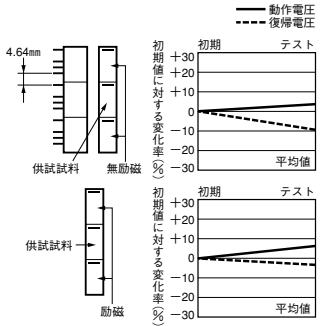 動作電圧
復帰電圧
4.64㎜
供試試料
無励磁
初期値に対する変化率(%)
初期
テスト
+30
+20
+10
0
−10
−20
−30
平均値
供試試料
励磁
初期値に対する変化率(%)
初期
テスト
+30
+20
+10
0
−10
−20
−30
平均値